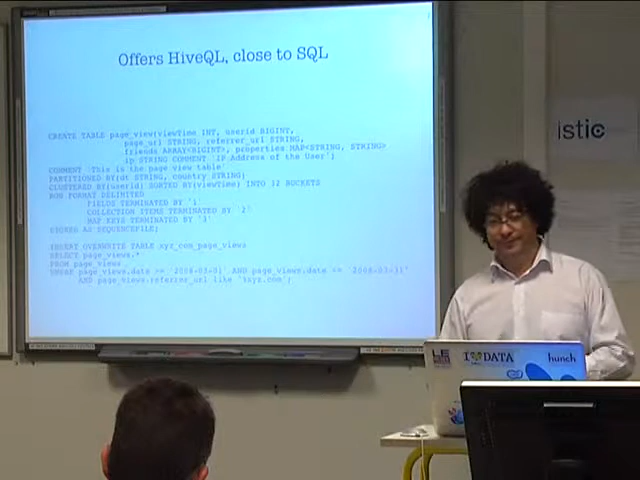 Offers HiveQL, close to SQL
CREATE TABLE page_view(viewTime INT, userid BIGINT,
page_url STRING, referrer_url STRING,
friends ARRAY<BIGINT>, properties MAP<STRING, STRING>
ip STRING COMMENT 'IP Address of the User')
COMMENT 'This is the page view table'
PARTITIONED BY(dt STRING, country STRING)
CLUSTERED BY(userid) SORTED BY(viewTime) INTO 32 BUCKETS
ROW FORMAT DELIMITED
FIELDS TERMINATED BY '1'
COLLECTION ITEMS TERMINATED BY '2'
MAP KEYS TERMINATED BY '3'
STORED AS SEQUENCEFILE;
INSERT OVERWRITE TABLE xyz_com_page_views
SELECT page_views.*
FROM page_views
WHERE page_views.date >= '2008-03-01' AND page_views.date <= '2008-03-31'
AND page_views.referrer_url like '%xyz.com';
istic
I DATA
hunch